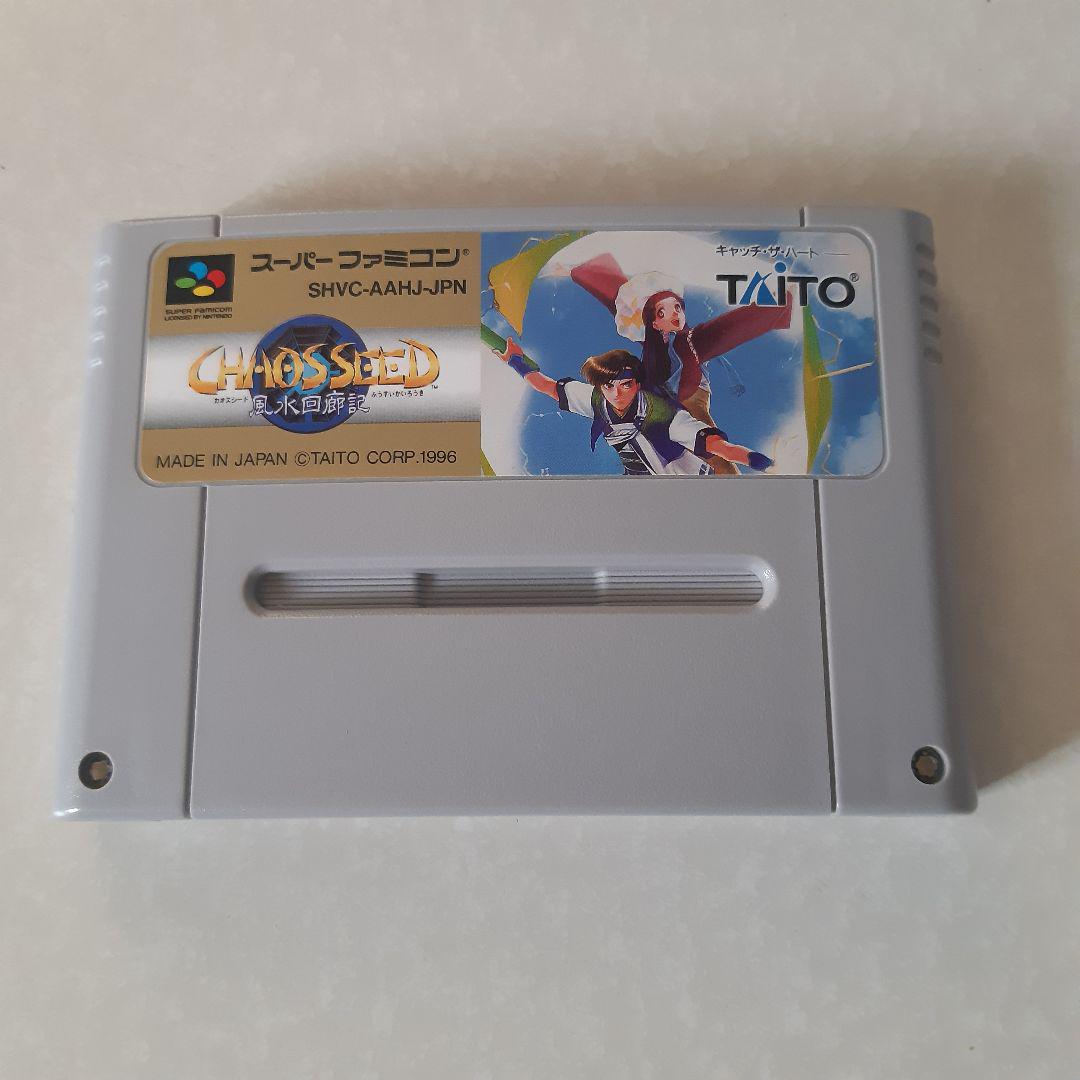 スーパーファミコン®
SHVC-AAHJ-JPN
SUPER FAMICOM
LICENSED BY NINTENDO
CHAOS SEED™
カオスシード
ふうすいかいろうき
風水回廊記
MADE IN JAPAN ©TAITO CORP.1996
キャッチ・ザ・ハート
TAITO®